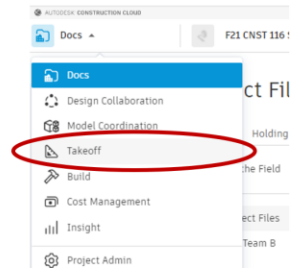 AUTODESK CONSTRUCTION CLOUD
Docs
F21 CNST 116
Docs
ct Fil
Design Collaboration
Model Coordination
Holding
Takeoff
the Field
Build
Cost Management
ect Files
Insight
Team B
Project Admin